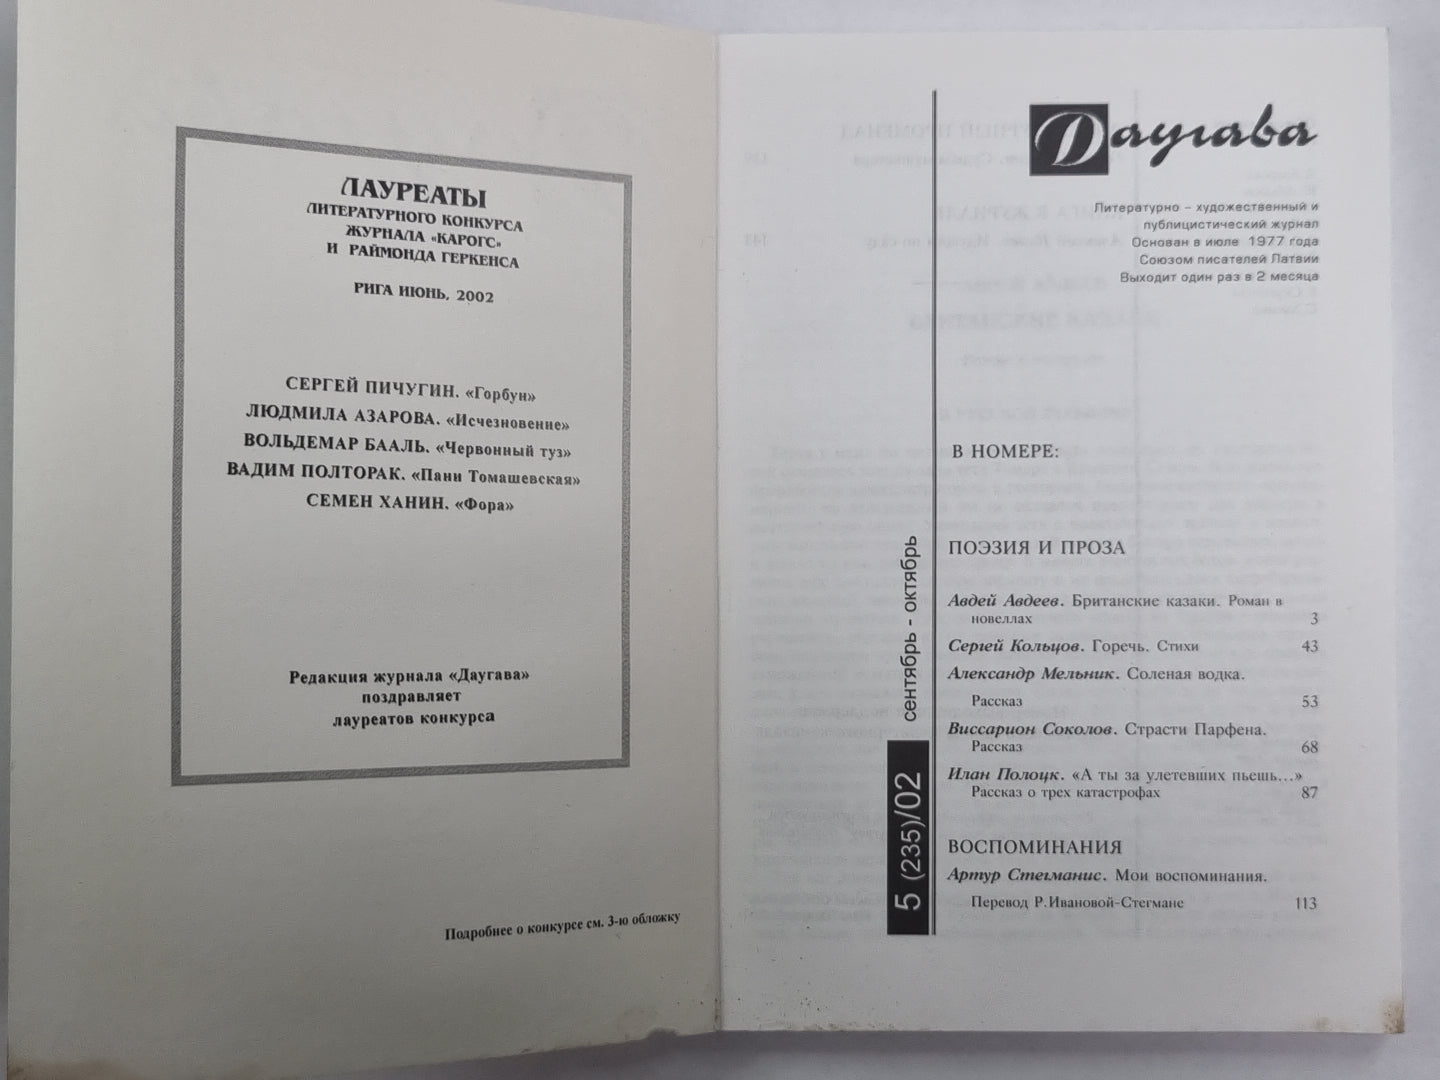 ЛАУРЕАТЫ
ЛИТЕРАТУРНОГО КОНКУРСА
ЖУРНАЛА «КАРОГС»
И РАЙМОНДА ГЕРКЕНСА
РИГА ИЮНЬ, 2002
СЕРГЕЙ ПИЧУГИН. «Горбун»
ЛЮДМИЛА АЗАРОВА. «Исчезновение»
ВОЛЬДЕМАР БААЛЬ. «Червонный туз»
ВАДИМ ПОЛТОРАК. «Пани Томашевская»
СЕМЕН ХАНИН. «Фора»
Редакция журнала «Даугава»
поздравляет
лауреатов конкурса
Подробнее о конкурсе см. 3-ю обложку
Даугава
Литературно – художественный и
публицистический журнал
Основан в июле 1977 года
Союзом писателей Латвии
Выходит один раз в 2 месяца
5 (235)/02 сентябрь - октябрь
В НОМЕРЕ:
ПОЭЗИЯ И ПРОЗА
Авдей Авдеев. Британские казаки. Роман в
новеллах 3
Сергей Кольцов. Горечь. Стихи 43
Александр Мельник. Соленая водка.
Рассказ 53
Виссарион Соколов. Страсти Парфена.
Рассказ 68
Илан Полоцк. «А ты за улетевших пьешь...»
Рассказ о трех катастрофах 87
ВОСПОМИНАНИЯ
Артур Стегманис. Мои воспоминания.
Перевод Р.Ивановой-Стегмане 113